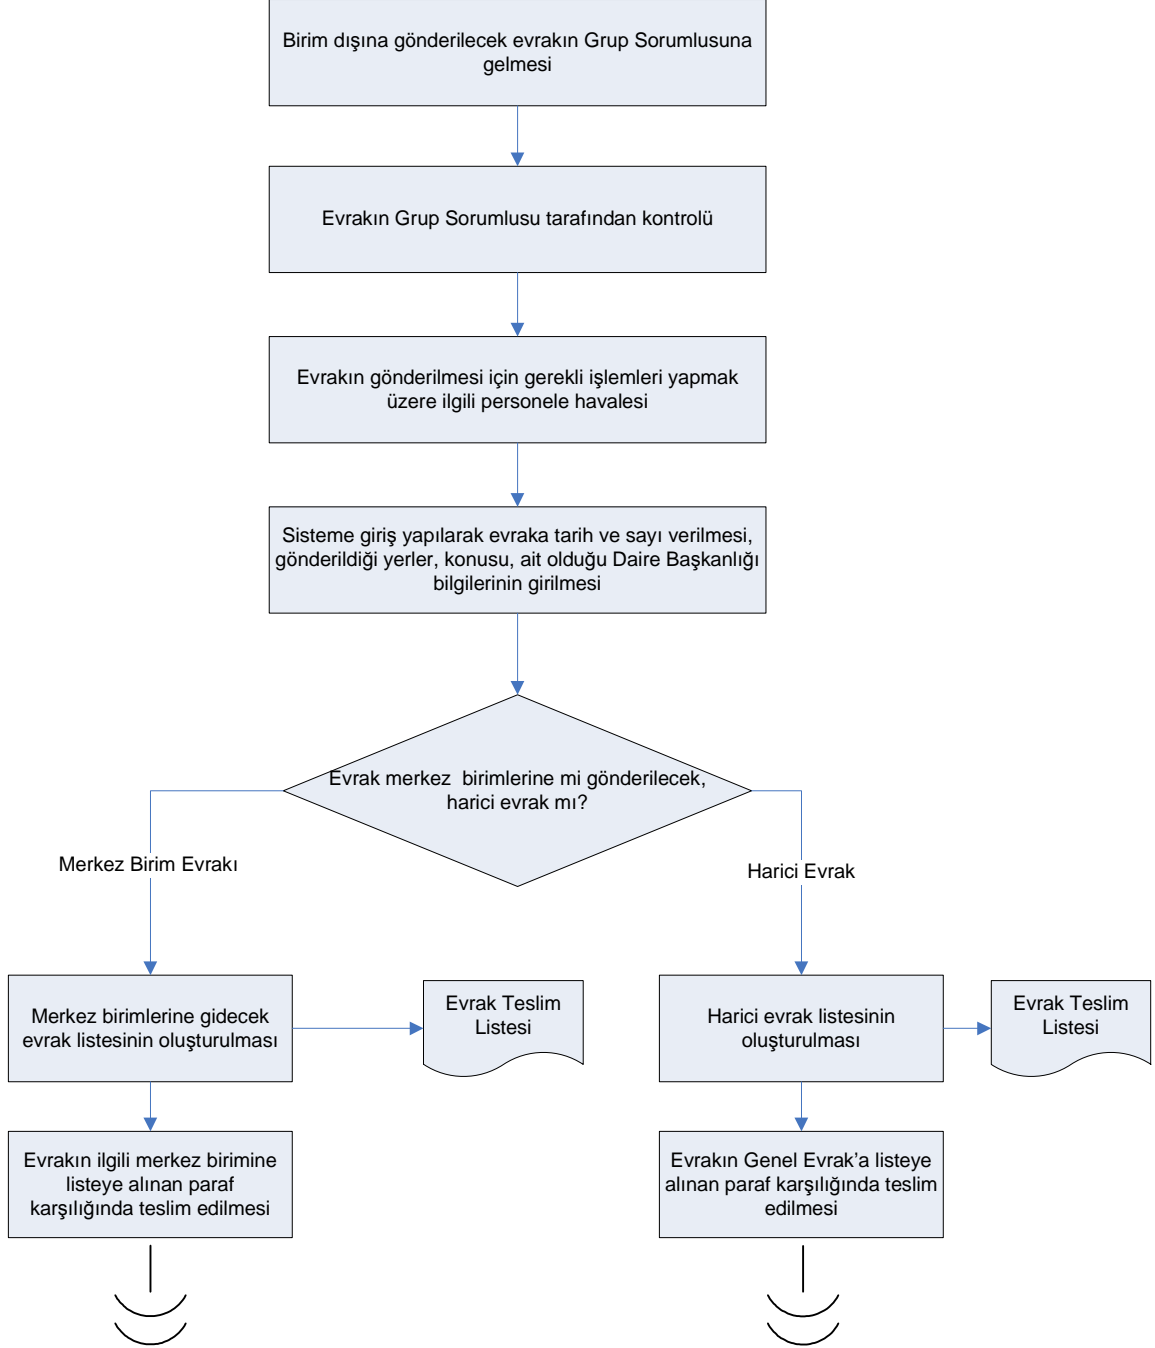 Birim dışına gönderilecek evrakın Grup Sorumlusuna
gelmesi
Evrakın Grup Sorumlusu tarafından kontrolü
Evrakın gönderilmesi için gerekli işlemleri yapmak
üzere ilgili personele havalesi
Sisteme giriş yapılarak evraka tarih ve sayı verilmesi,
gönderildiği yerler, konusu, ait olduğu Daire Başkanlığı
bilgilerinin girilmesi
Evrak merkez  birimlerine mi gönderilecek,
harici evrak mı?
Merkez Birim Evrakı
Harici Evrak
Merkez birimlerine gidecek
evrak listesinin oluşturulması
Evrak Teslim
Listesi
Harici evrak listesinin
oluşturulması
Evrak Teslim
Listesi
Evrakın ilgili merkez birimine
listeye alınan paraf
karşılığında teslim edilmesi
Evrakın Genel Evrak’a listeye
alınan paraf karşılığında teslim
edilmesi